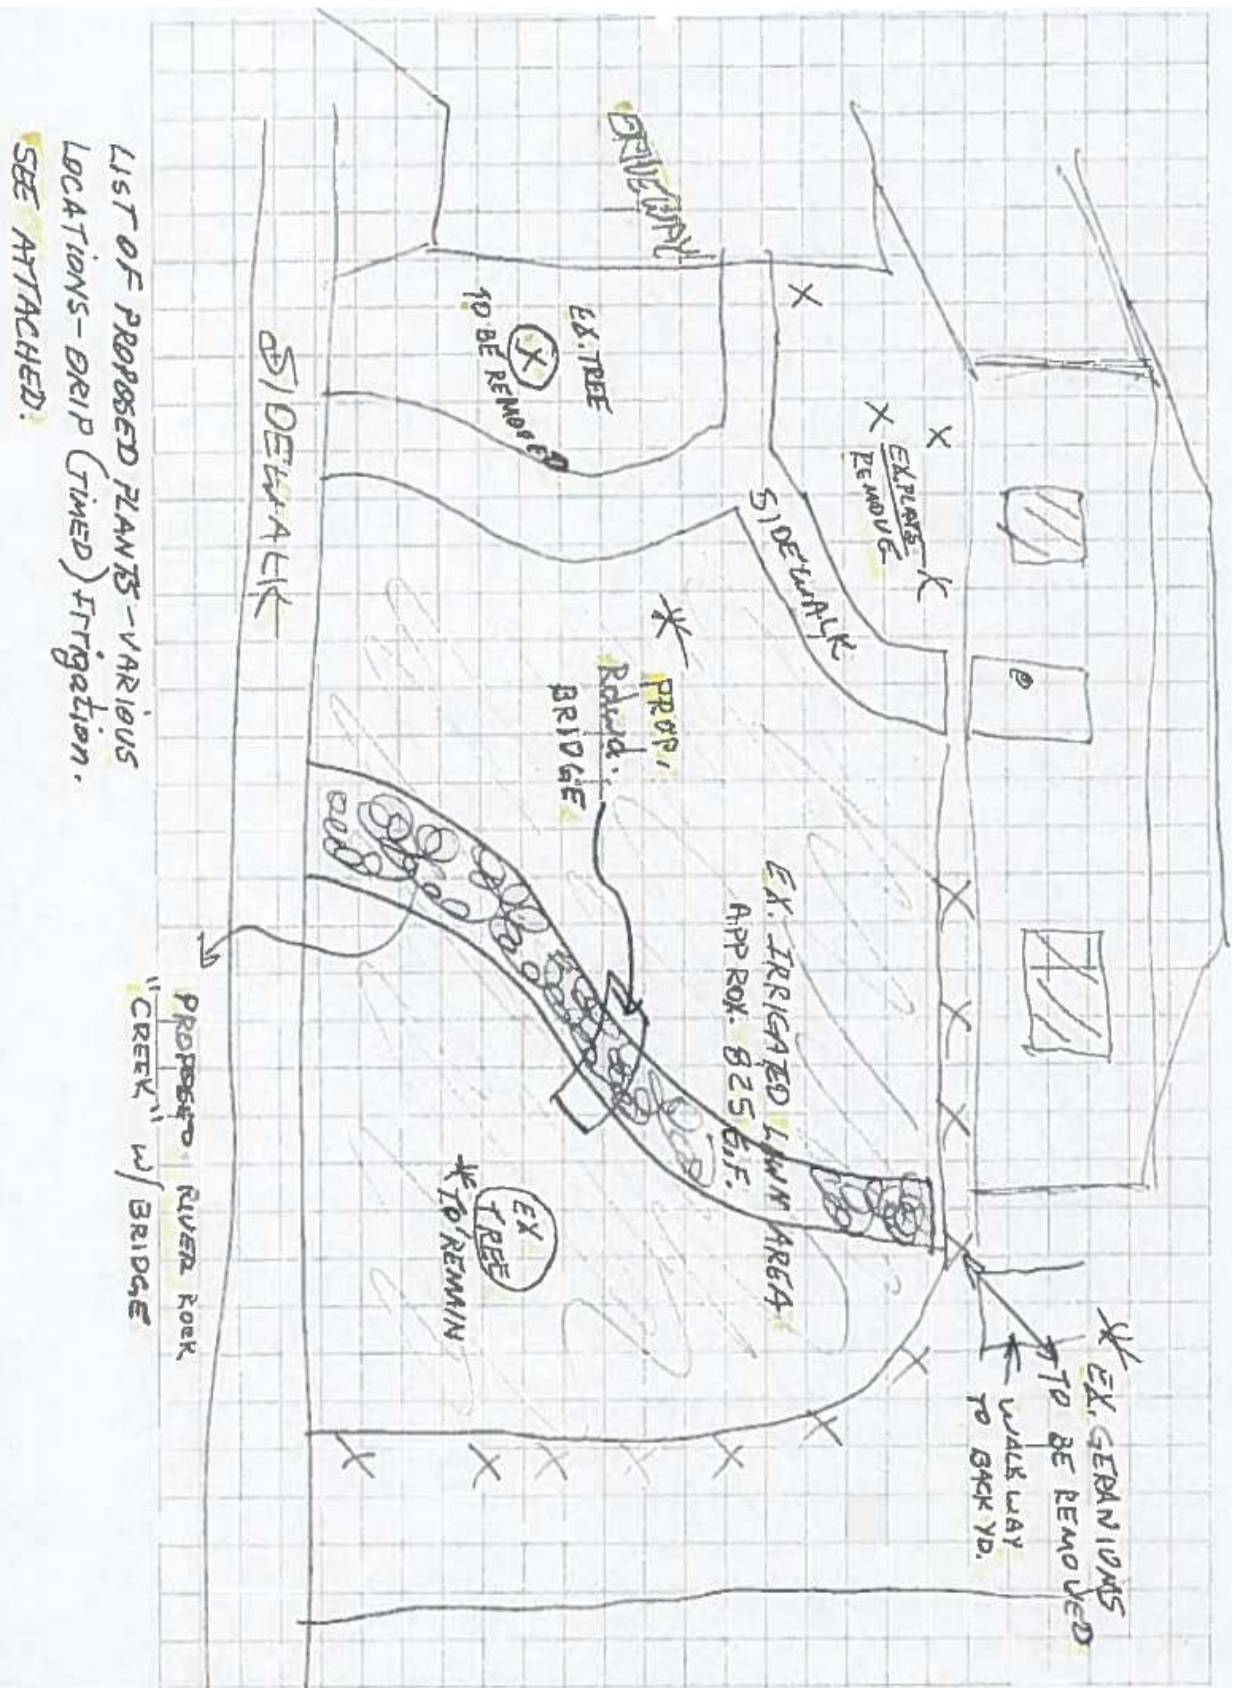 DRIVEWAY
EX. TREE
X
TO BE REMOVED
EX. PLANTS
REMOVE
SIDEWALK
SIDEWALK
* PROP.
BRIDGE
EX. IRRIGATED LAWN AREA
APPROX. 825 S.F.
EX
TREE
* TO REMAIN
* EX. GERANIUMS
TO BE REMOVED
WALKWAY
TO BACK YD.
PROPOSED RIVER ROCK
"CREEK" W/ BRIDGE
LIST OF PROPOSED PLANTS - VARIOUS
LOCATIONS - DRIP (TIMED) Irrigation.
SEE ATTACHED.